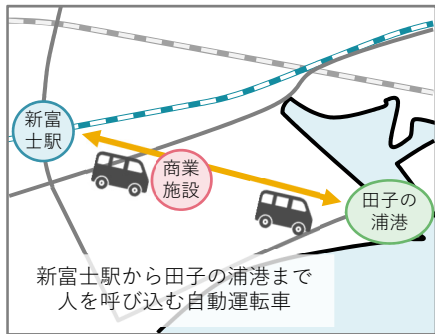 新富
士駅
商業
施設
田子の
浦港
新富士駅から田子の浦港まで
人を呼び込む自動運転車